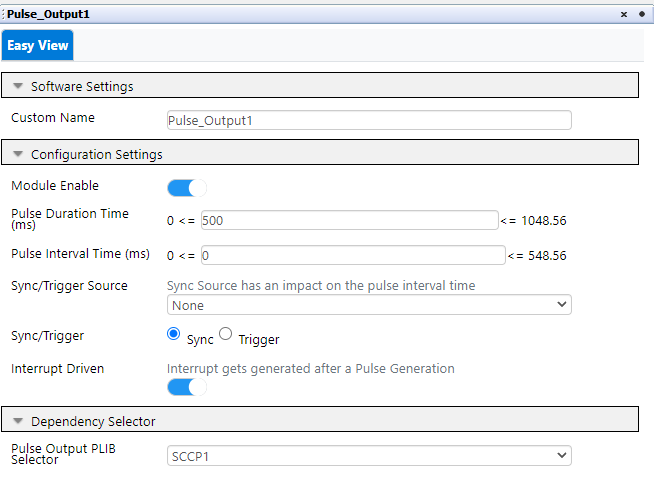 Pulse_Output1
Easy View
Software Settings
Custom Name
Pulse_Output1
Configuration Settings
Module Enable
Pulse Duration Time
(ms)
0 <= 500 <= 1048.56
Pulse Interval Time (ms)
0 <= 0 <= 548.56
Sync/Trigger Source
Sync Source has an impact on the pulse interval time
None
Sync/Trigger
Sync Trigger
Interrupt Driven
Interrupt gets generated after a Pulse Generation
Dependency Selector
Pulse Output PLIB
Selector
SCCP1